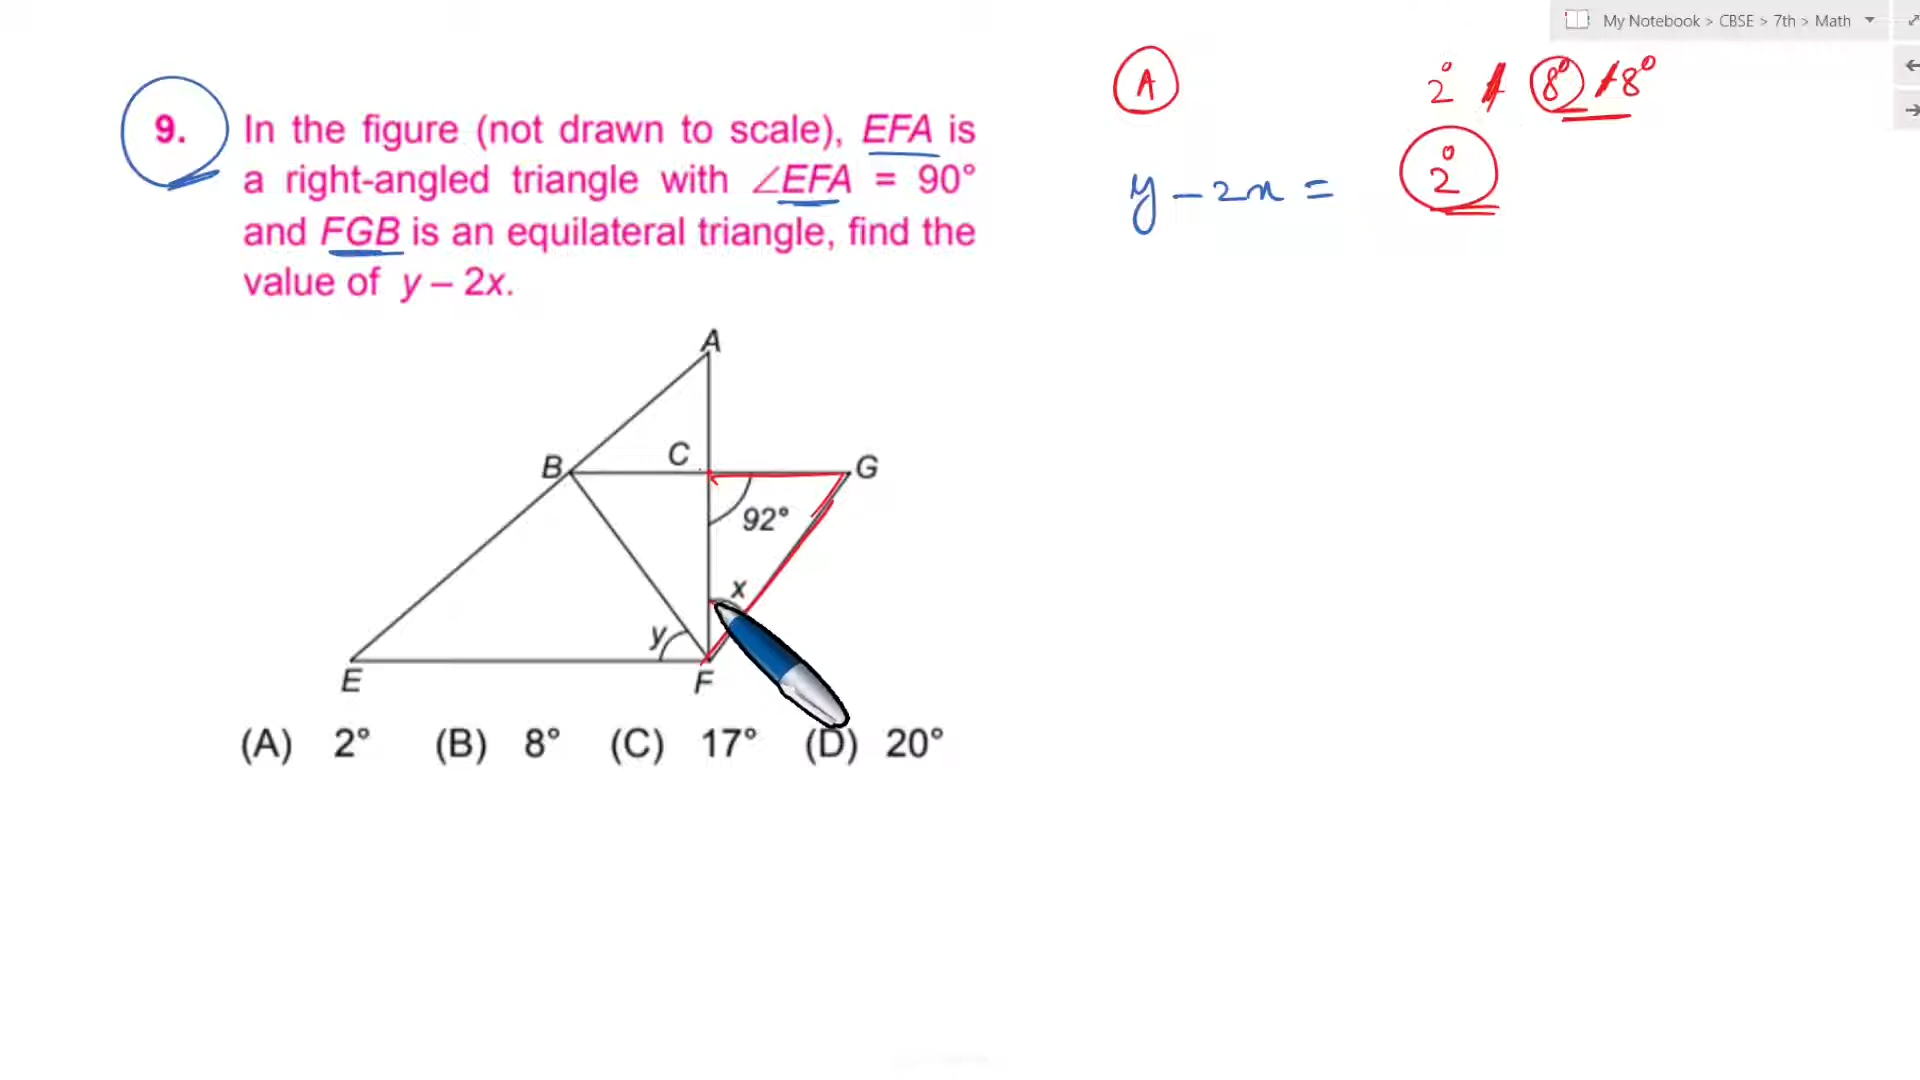 My Notebook > CBSE > 7th > Math
9. In the figure (not drawn to scale), EFA is
a right-angled triangle with ∠EFA = 90°
and FGB is an equilateral triangle, find the
value of y – 2x.
A
B
C
G
92°
x
y
E
F
(A) 2° (B) 8° (C) 17° (D) 20°
A
2° 8° 8°
y - 2x = 2°